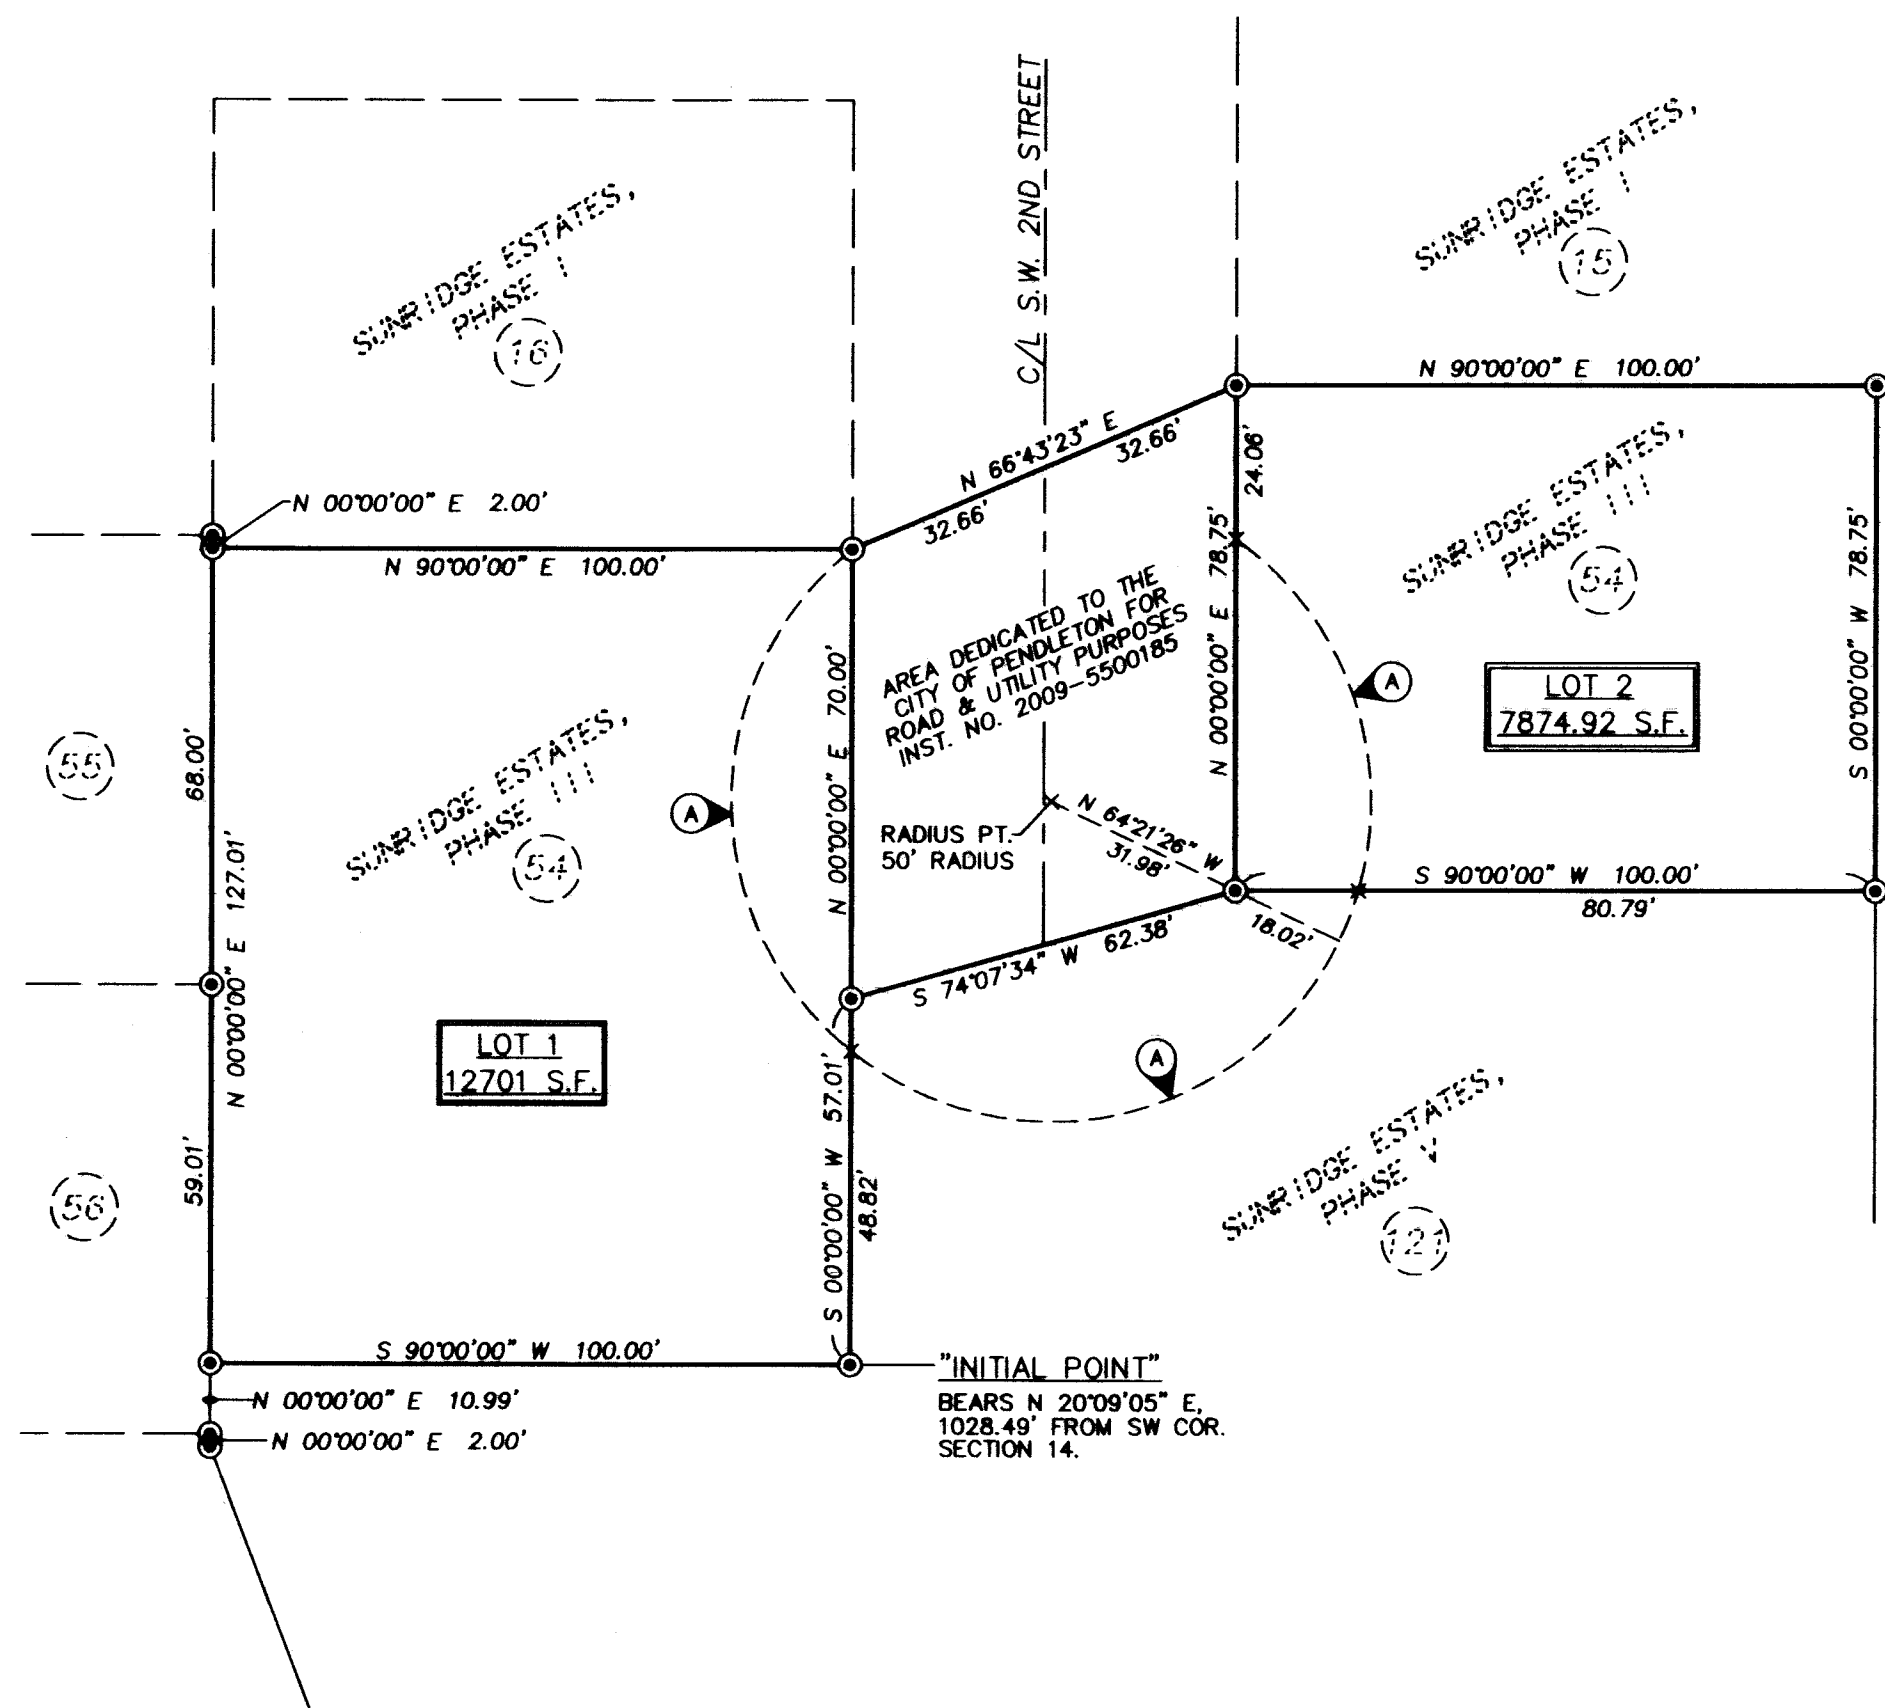 C/L S.W. 2ND STREET
SUNRIDGE ESTATES,
PHASE I
16
SUNRIDGE ESTATES,
PHASE I
15
N 90°00'00" E 100.00'
N 66°43'23" E
32.66'
32.66'
24.06'
N 00°00'00" E 78.75'
N 00°00'00" E 2.00'
N 90°00'00" E 100.00'
SUNRIDGE ESTATES,
PHASE III
54
S 00°00'00" W 78.75'
AREA DEDICATED TO THE
CITY OF PENDLETON FOR
ROAD & UTILITY PURPOSES
INST. NO. 2009-5500185
A
LOT 2
7874.92 S.F.
N 00°00'00" E 70.00'
55
68.00'
N 00°00'00" E 127.01'
SUNRIDGE ESTATES,
PHASE III
54
A
RADIUS PT.
50' RADIUS
N 64°21'26" W
31.98'
18.02'
S 90°00'00" W 100.00'
80.79'
S 74°07'34" W 62.38'
LOT 1
12701 S.F.
A
S 00°00'00" W 57.01'
48.82'
59.01'
56
SUNRIDGE ESTATES,
PHASE V
121
S 90°00'00" W 100.00'
"INITIAL POINT"
BEARS N 20°09'05" E,
1028.49' FROM SW COR.
SECTION 14.
N 00°00'00" E 10.99'
N 00°00'00" E 2.00'